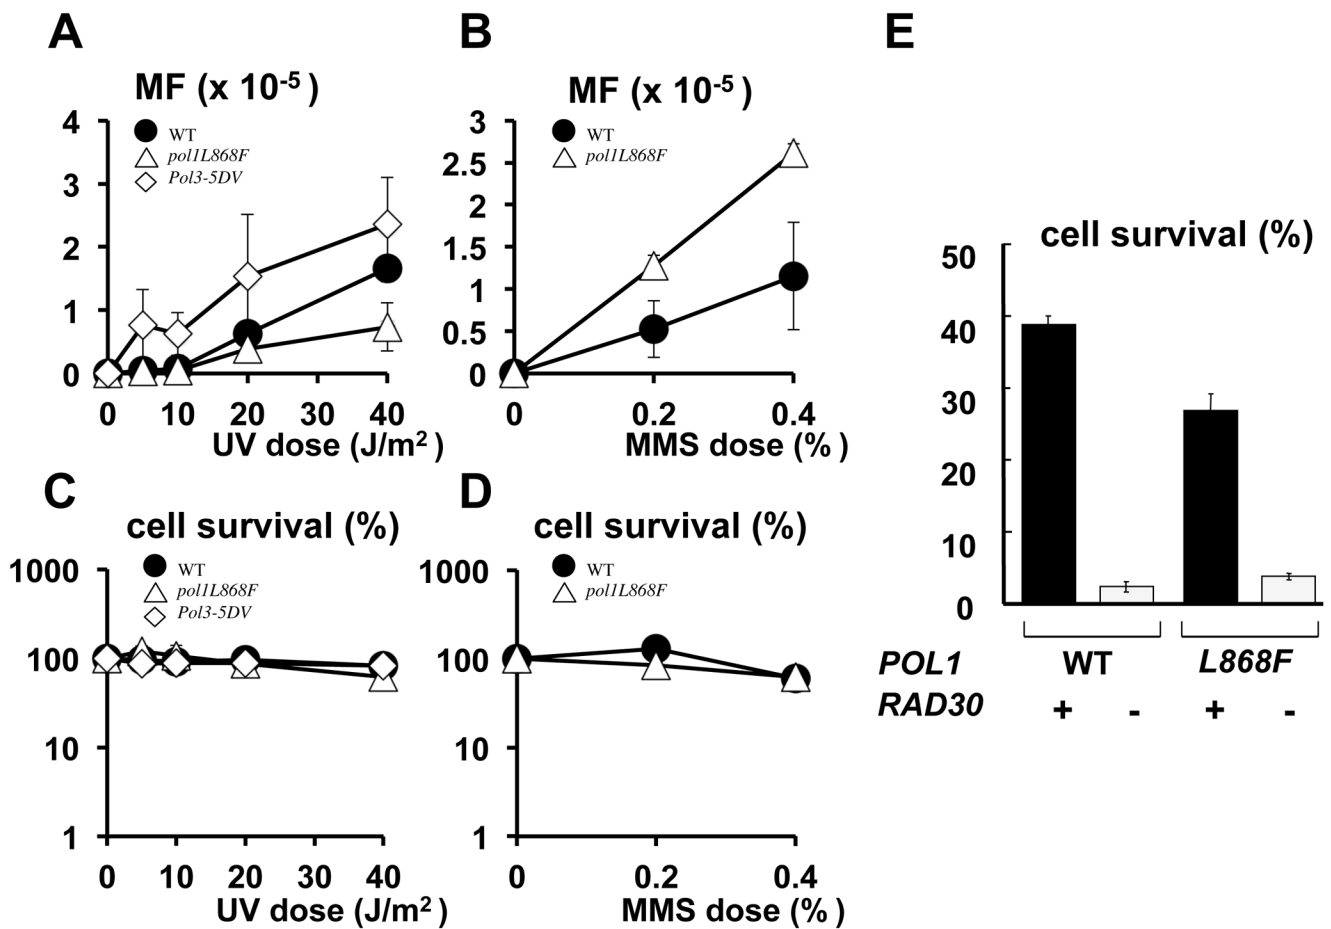 A
MF (x 10-5 )
WT
pol1L868F
Pol3-5DV
4
3
2
1
0
0 10 20 30 40
UV dose (J/m2 )
B
MF (x 10-5 )
WT
pol1L868F
3
2.5
2
1.5
1
0.5
0
0 0.2 0.4
MMS dose (% )
C
cell survival (%)
WT
pol1L868F
Pol3-5DV
1000
100
10
1
0 10 20 30 40
UV dose (J/m2 )
D
cell survival (%)
WT
pol1L868F
1000
100
10
1
0 0.2 0.4
MMS dose (% )
E
cell survival (%)
50
40
30
20
10
0
POL1 WT L868F
RAD30 + - + -